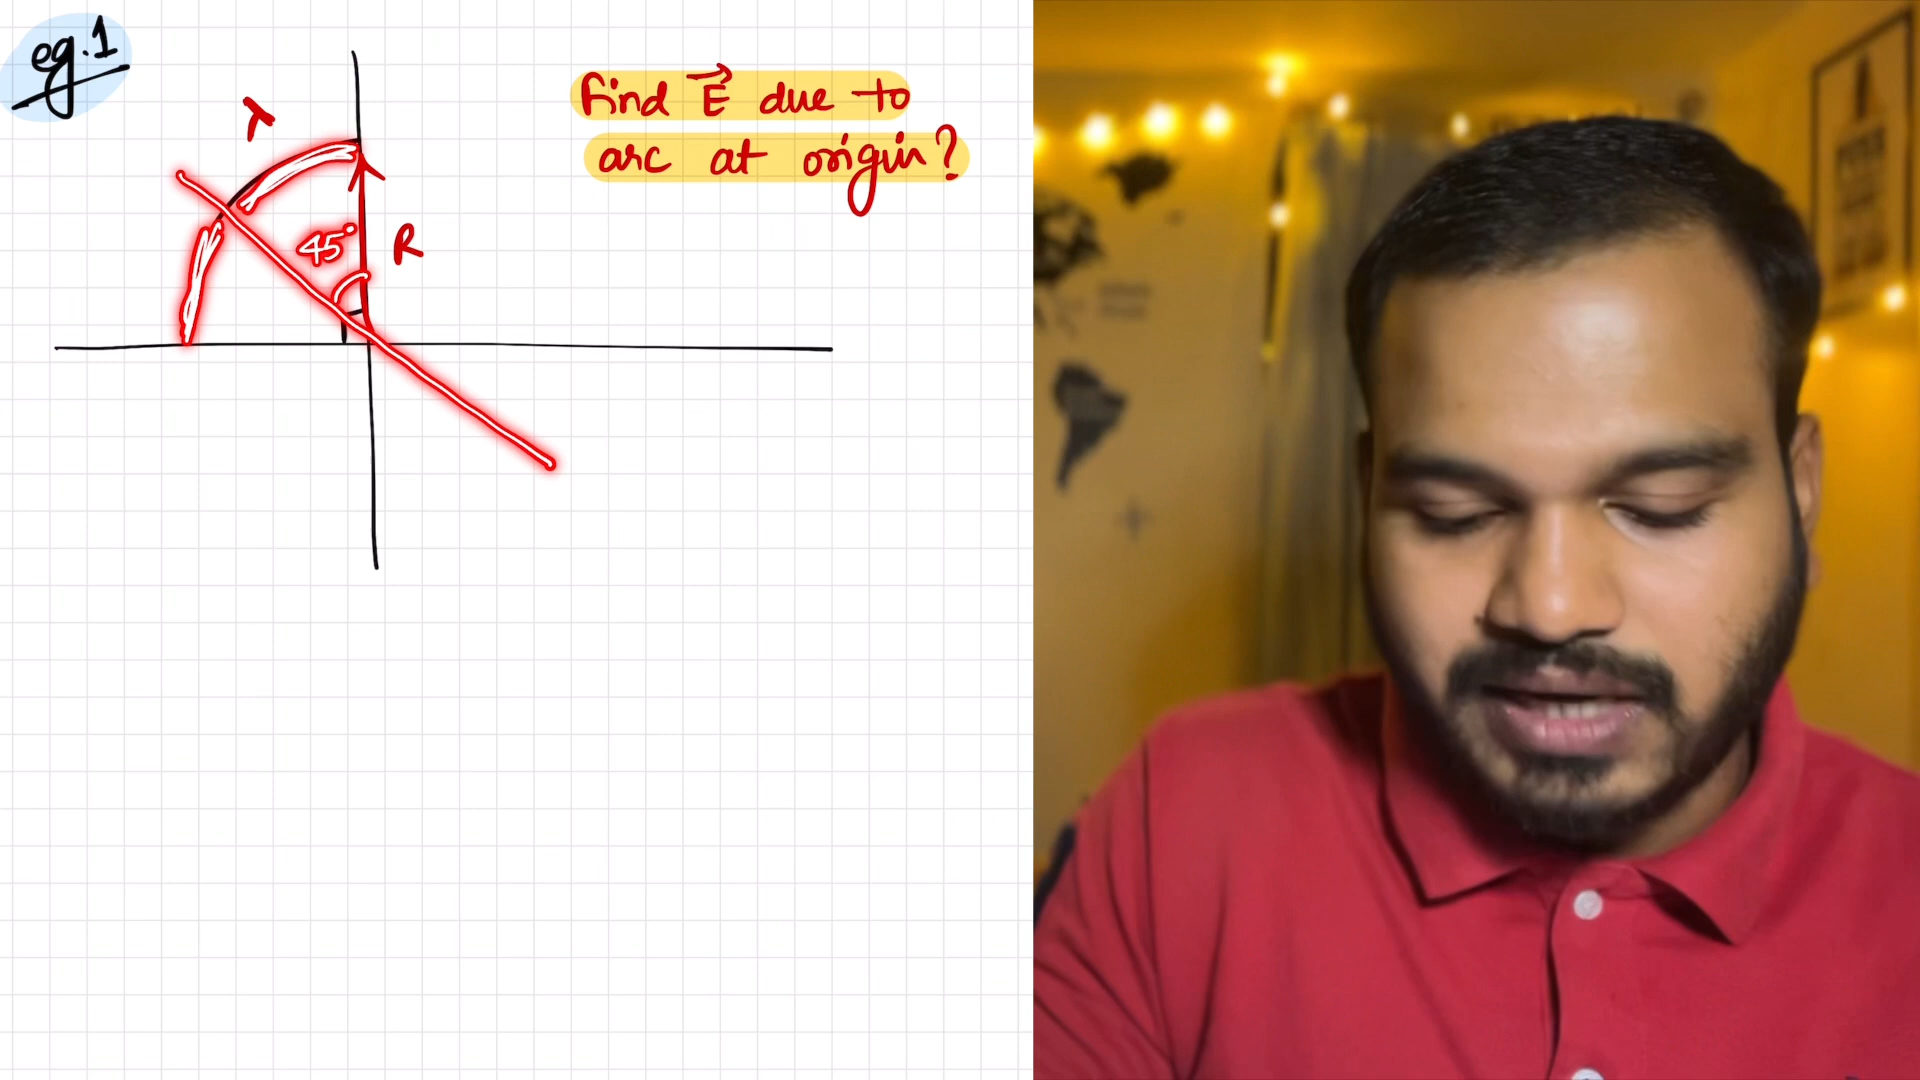 eg.1
λ
find E⃗ due to
arc at origin?
45°
R